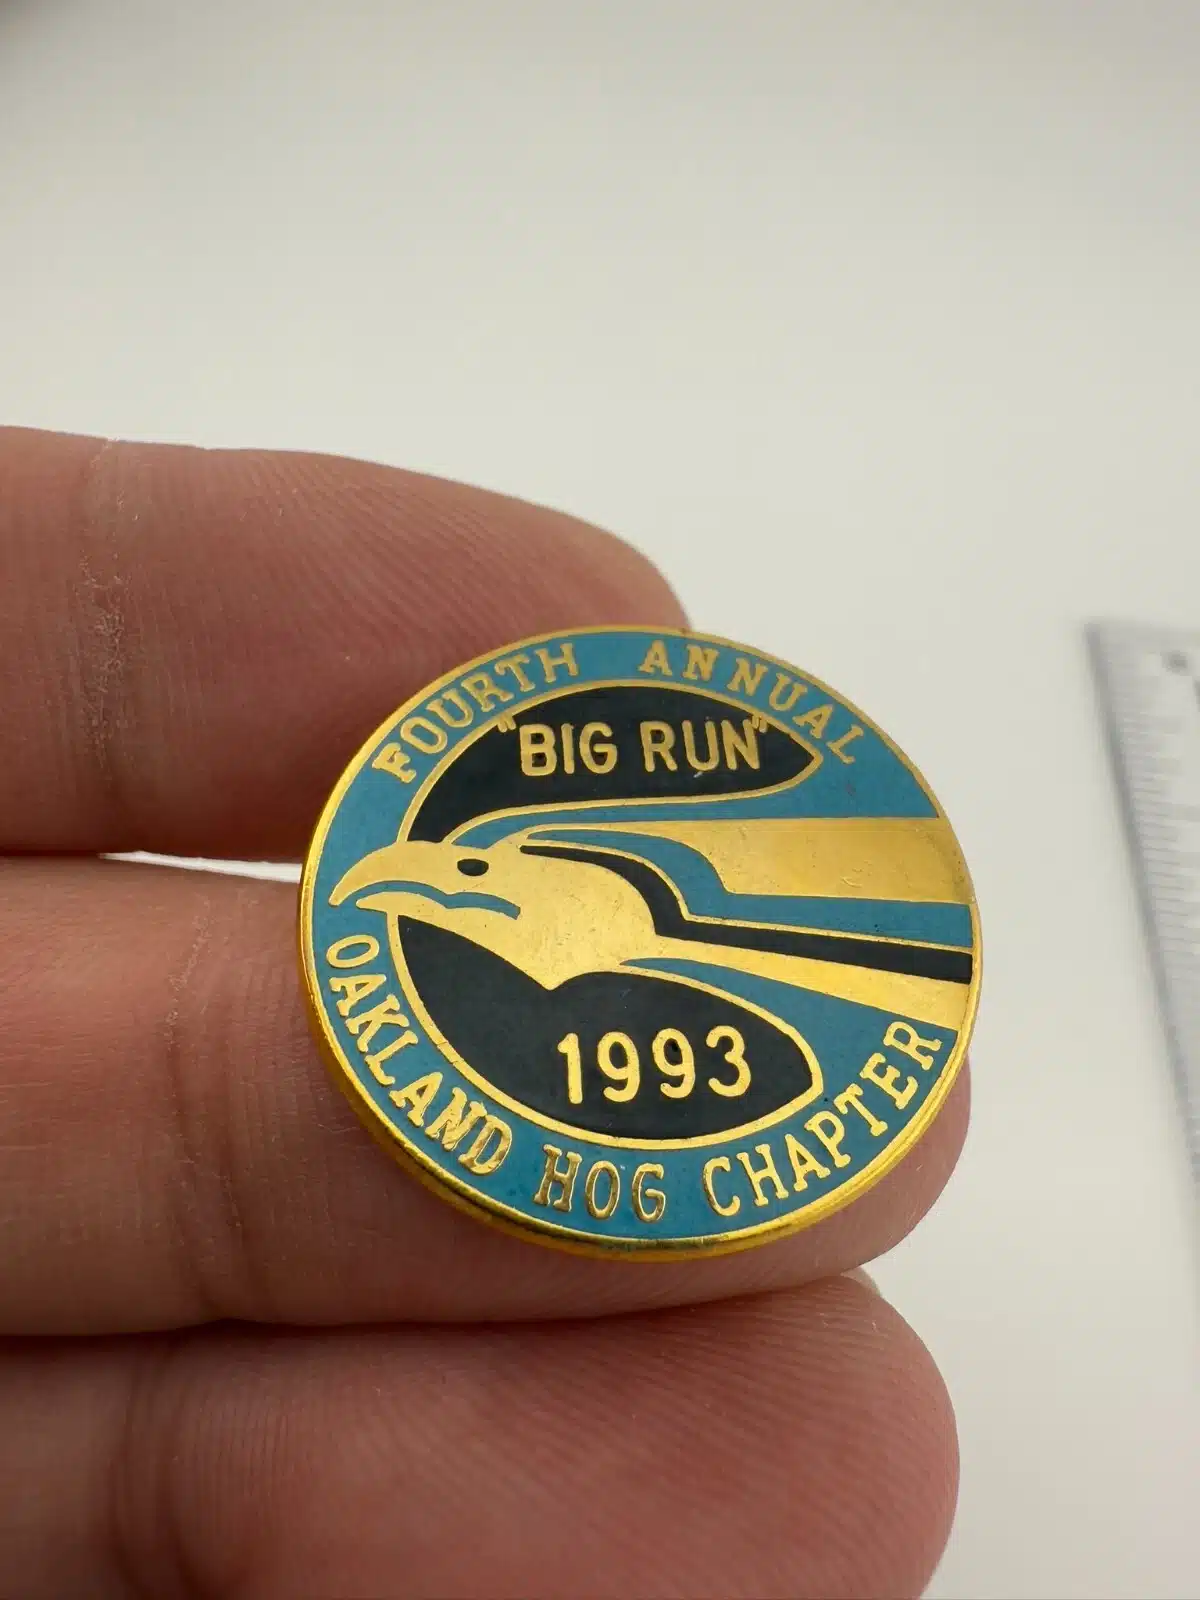 FOURTH ANNUAL
"BIG RUN"
1993
OAKLAND HOG CHAPTER